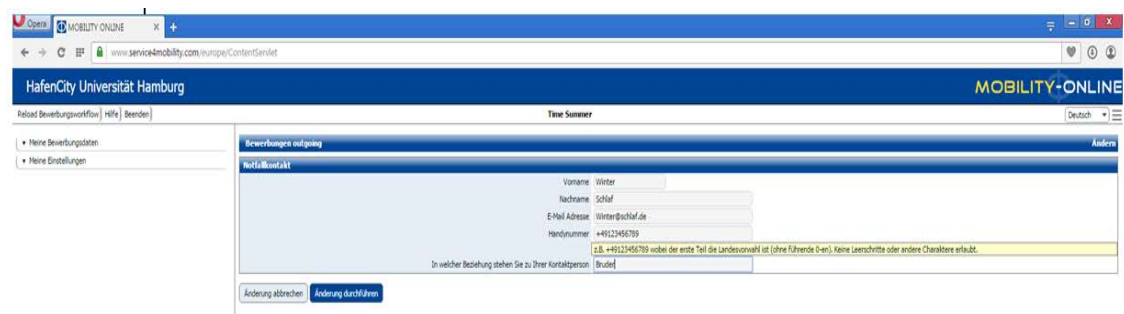 Opera MOBILITY ONLINE
www.service4mobility.com/europe/ContentServlet
HafenCity Universität Hamburg MOBILITY-ONLINE
Reload Bewerbungsworkflow Hilfe Beenden Time Summer Deutsch
Meine Bewerbungsdaten
Meine Einstellungen
Bewerbungen outgoing Ändern
Notfallkontakt
Vorname Winter
Nachname Schlaf
E-Mail Adresse Winter@schlaf.de
Handynummer +49123456789
z.B. +49123456789 wobei der erste Teil die Landesvorwahl ist (ohne führende 0-en). Keine Leerschritte oder andere Charaktere erlaubt.
In welcher Beziehung stehen Sie zu Ihrer Kontaktperson Bruder
Änderung abbrechen Änderung durchführen